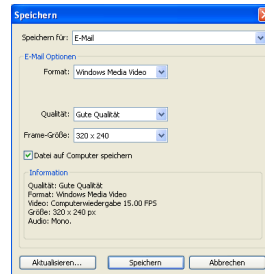 Speichern
Speichern für: E-Mail
E-Mail Optionen
Format: Windows Media Video
Qualität: Gute Qualität
Frame-Größe: 320 x 240
Datei auf Computer speichern
Information
Qualität: Gute Qualität
Format: Windows Media Video
Video: Computerwiedergabe 15.00 FPS
Größe: 320 x 240 px
Audio: Mono.
Aktualisieren... Speichern Abbrechen